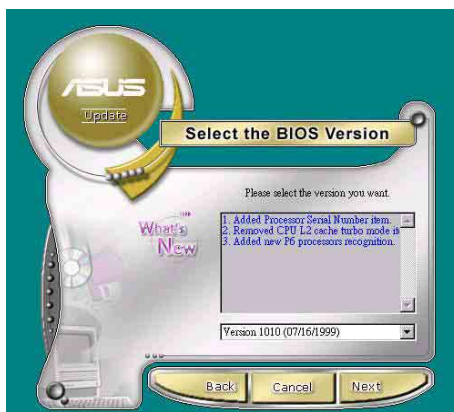 ASUS
Update
Select the BIOS Version
Please select the version you want.
What's
New
1. Added Processor Serial Number item.
2. Removed CPU L2 cache turbo mode it
3. Added new P6 processors recognition.
Version 1010 (07/16/1999)
Back
Cancel
Next